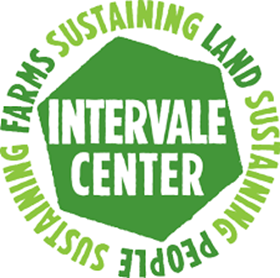 INTERVALE
CENTER
SUSTAINING FARMS SUSTAINING LAND SUSTAINING PEOPLE